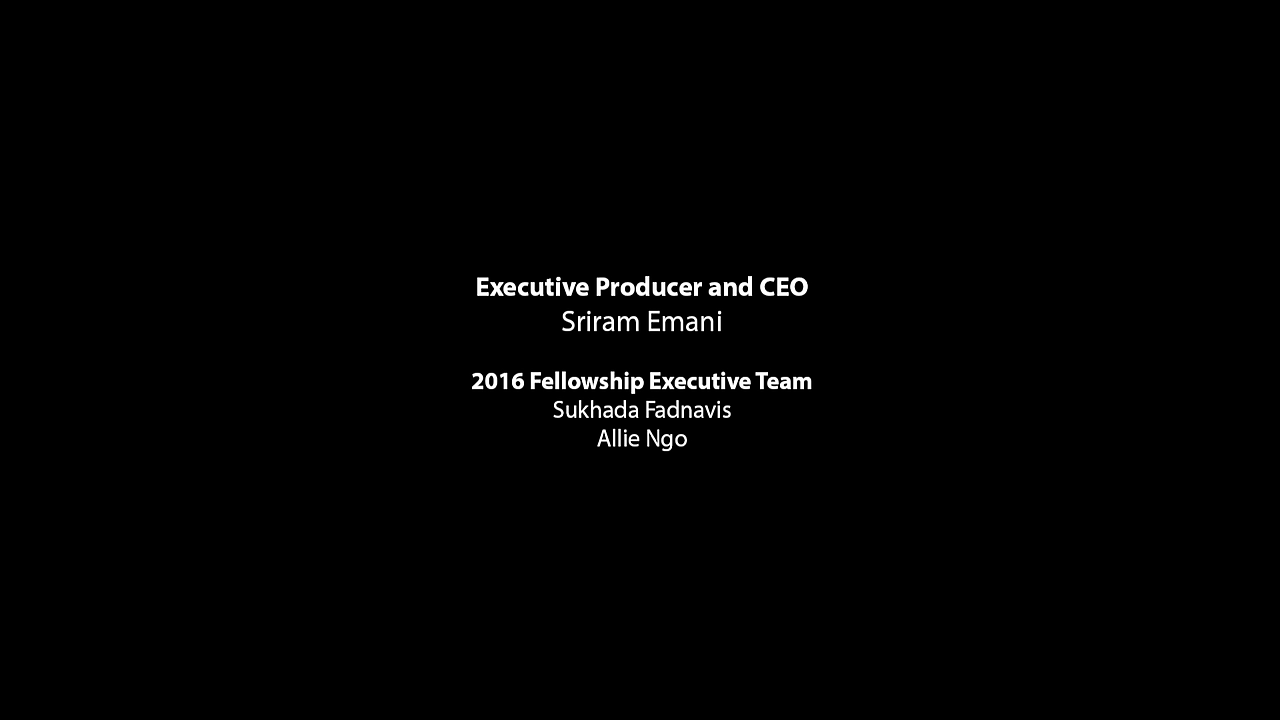 Executive Producer and CEO
Sriram Emani
2016 Fellowship Executive Team
Sukhada Fadnavis
Allie Ngo